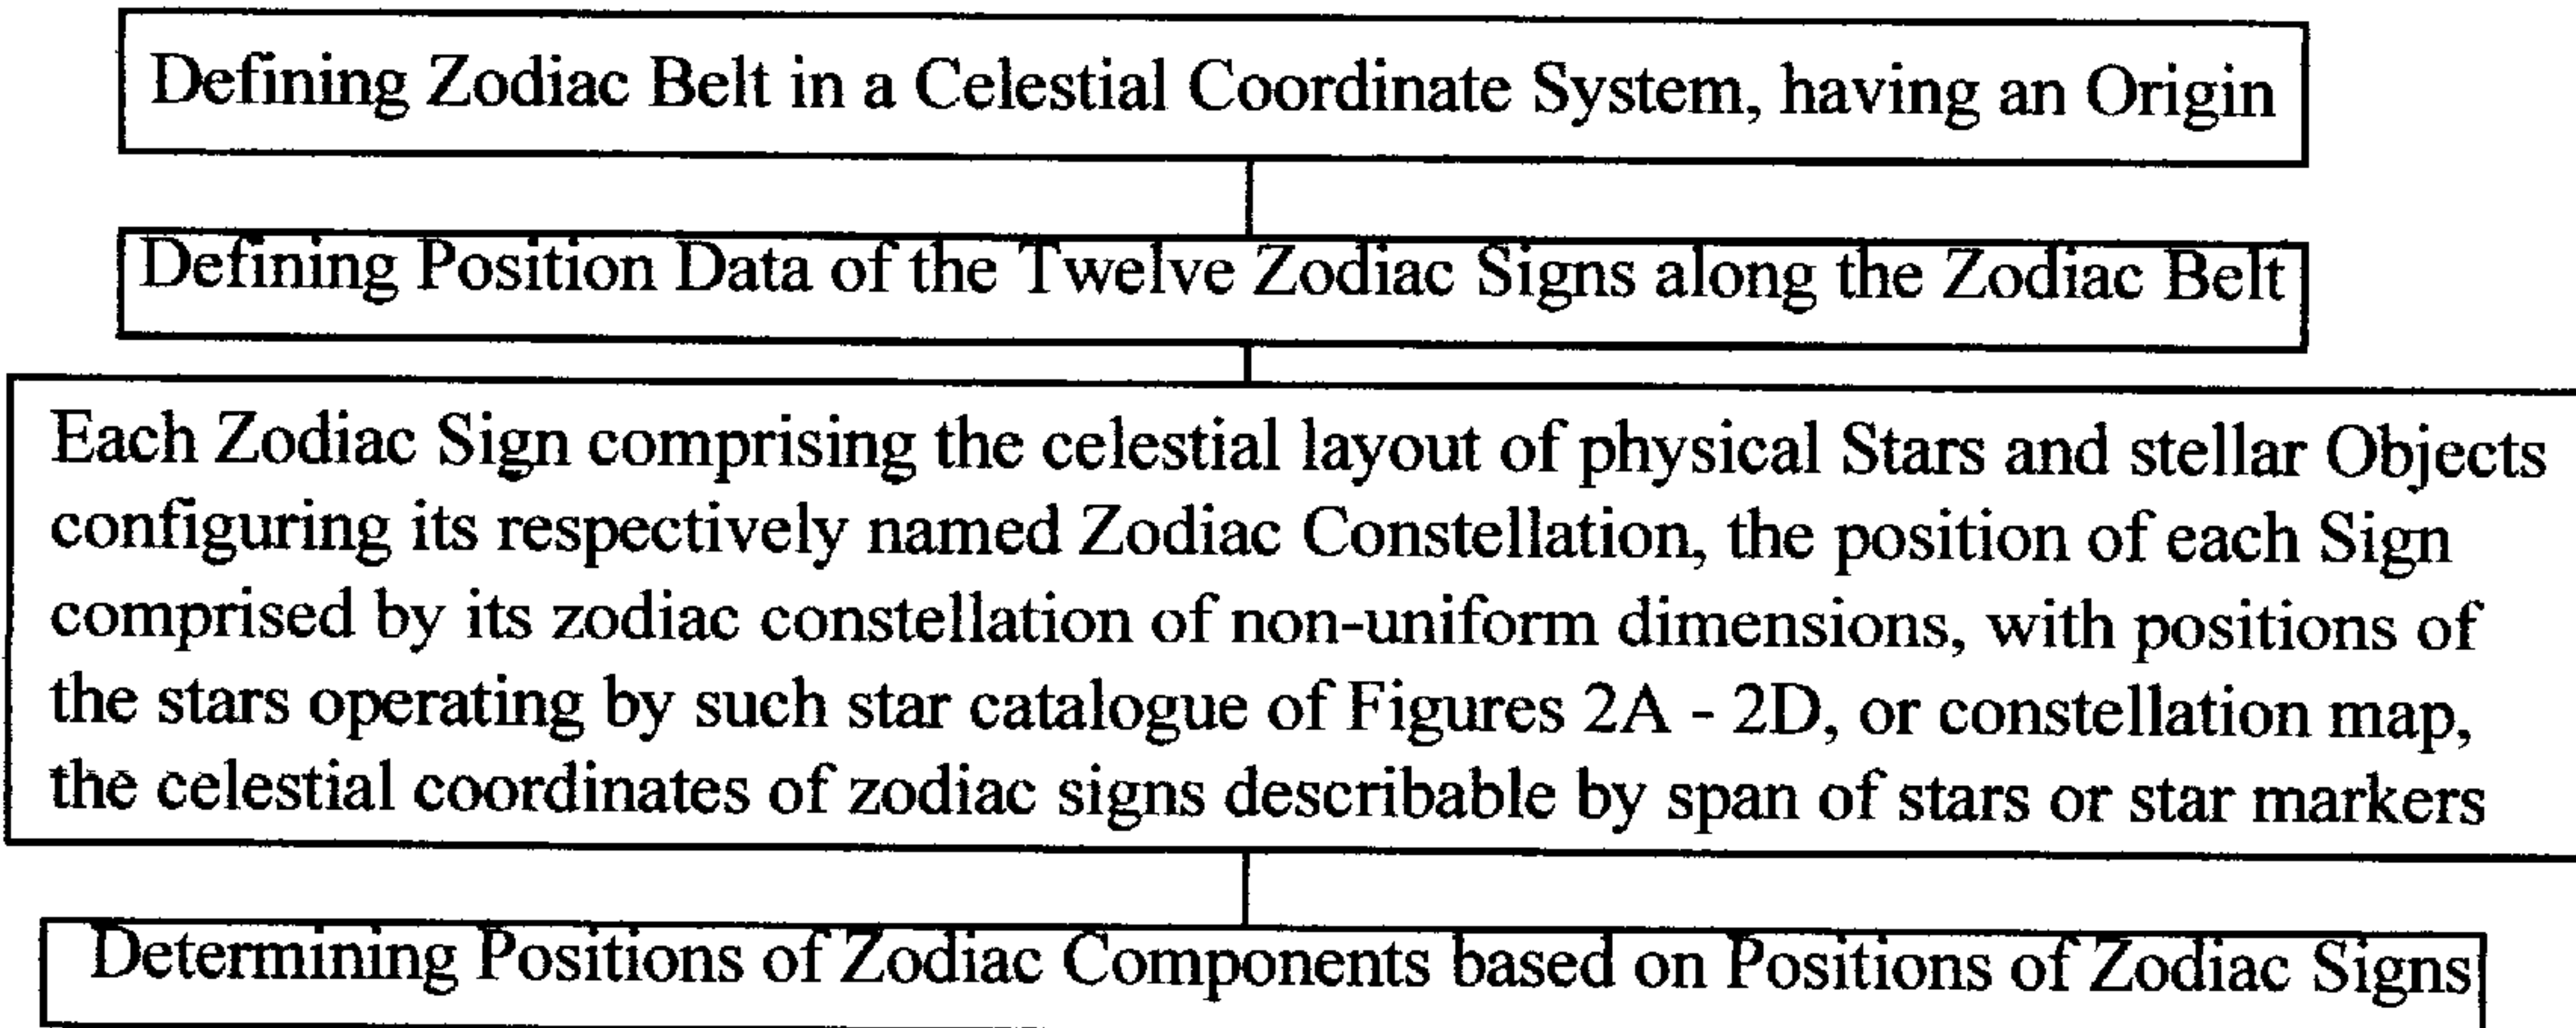 Defining Zodiac Belt in a Celestial Coordinate System, having an Origin
Defining Position Data of the Twelve Zodiac Signs along the Zodiac Belt
Each Zodiac Sign comprising the celestial layout of physical Stars and stellar Objects
configuring its respectively named Zodiac Constellation, the position of each Sign
comprised by its zodiac constellation of non-uniform dimensions, with positions of
the stars operating by such star catalogue of Figures 2A - 2D, or constellation map,
the celestial coordinates of zodiac signs describable by span of stars or star markers
Determining Positions of Zodiac Components based on Positions of Zodiac Signs